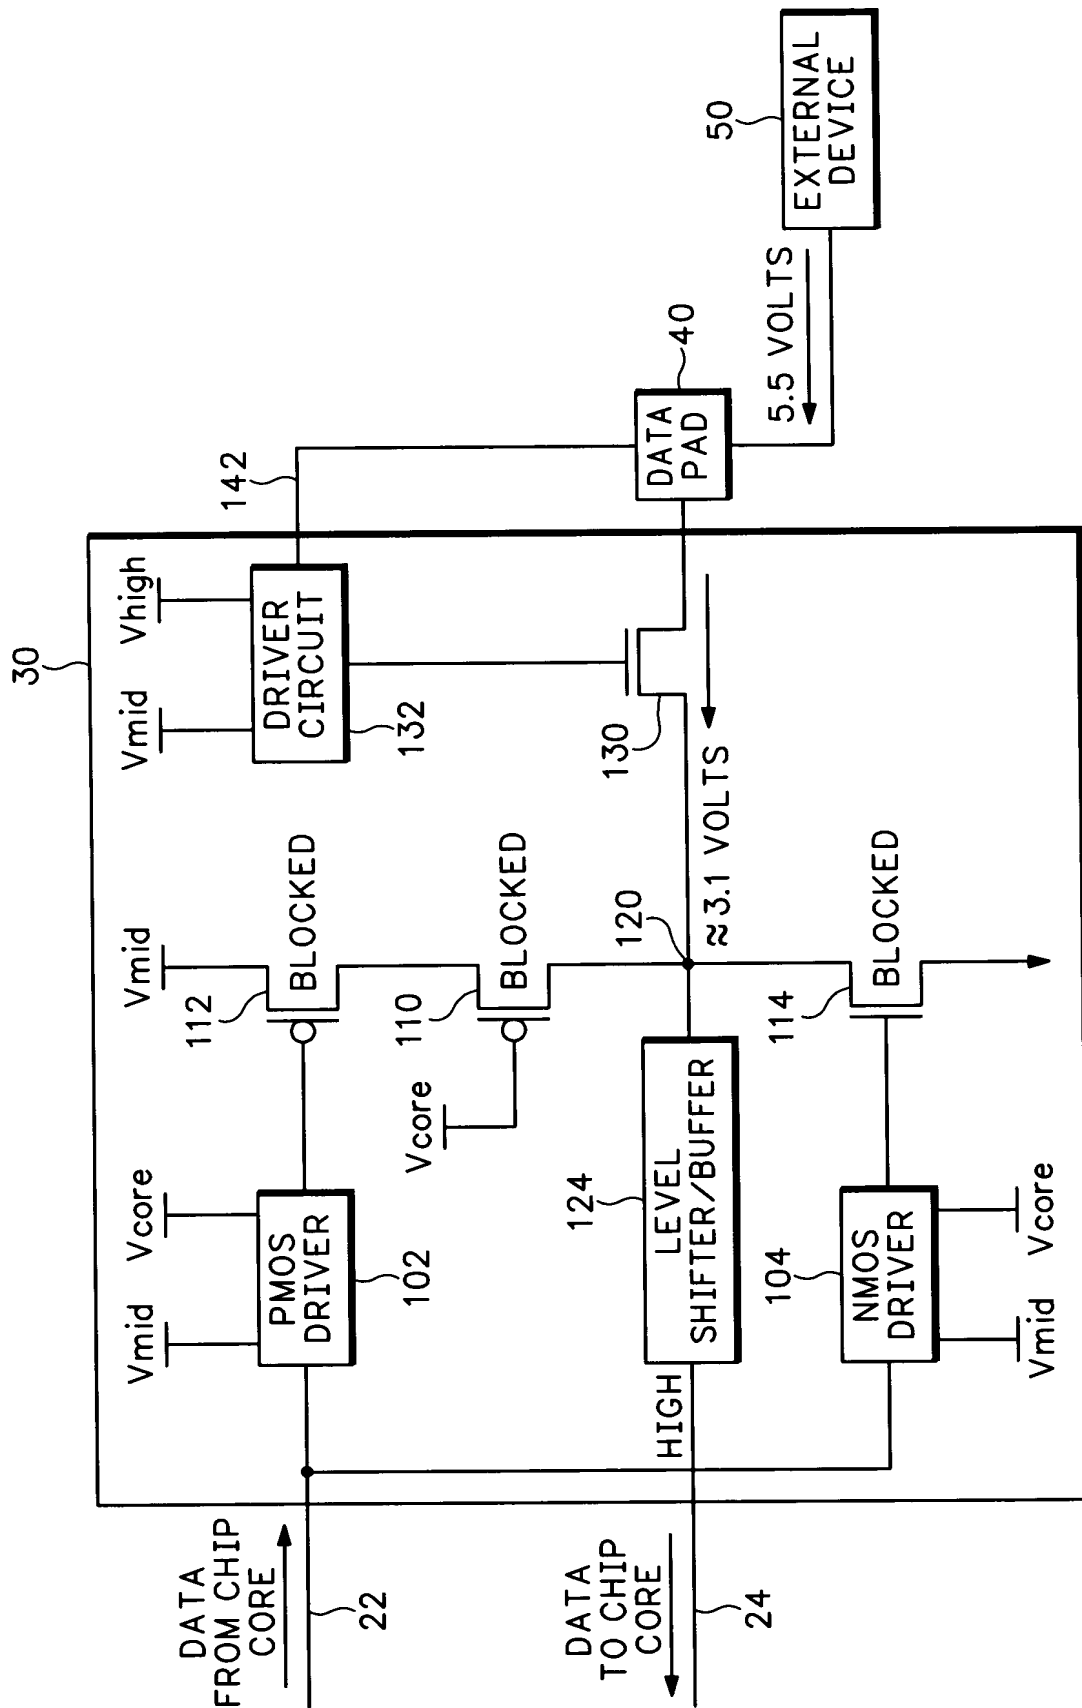 30
Vmid
Vcore
PMOS
DRIVER
102
Vmid
112
BLOCKED
Vcore
110
BLOCKED
Vmid
Vhigh
DRIVER
CIRCUIT
132
142
DATA
FROM CHIP
CORE
22
DATA
TO CHIP
CORE
24
HIGH
LEVEL
SHIFTER/BUFFER
124
120
≈3.1 VOLTS
130
DATA
PAD
40
5.5 VOLTS
EXTERNAL
DEVICE
50
NMOS
DRIVER
104
Vmid
Vcore
114
BLOCKED